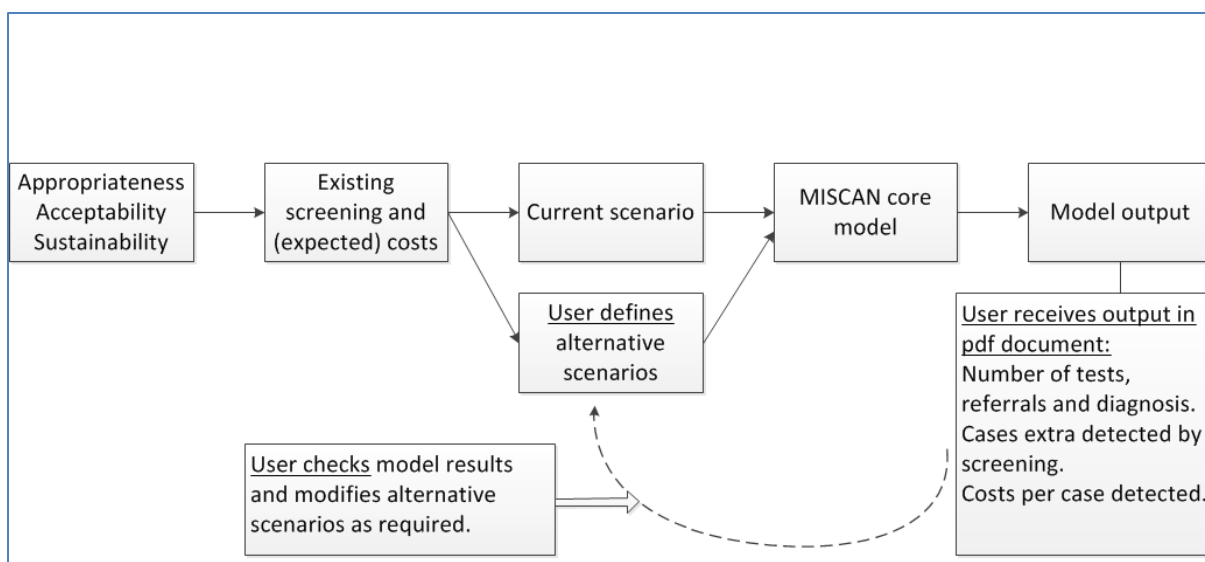 Appropriateness
Acceptability
Sustainability
Existing
screening and
(expected) costs
Current scenario
MISCAN core
model
Model output
User defines
alternative
scenarios
User receives output in
pdf document:
Number of tests,
referrals and diagnosis.
Cases extra detected by
screening.
Costs per case detected.
User checks model results
and modifies alternative
scenarios as required.